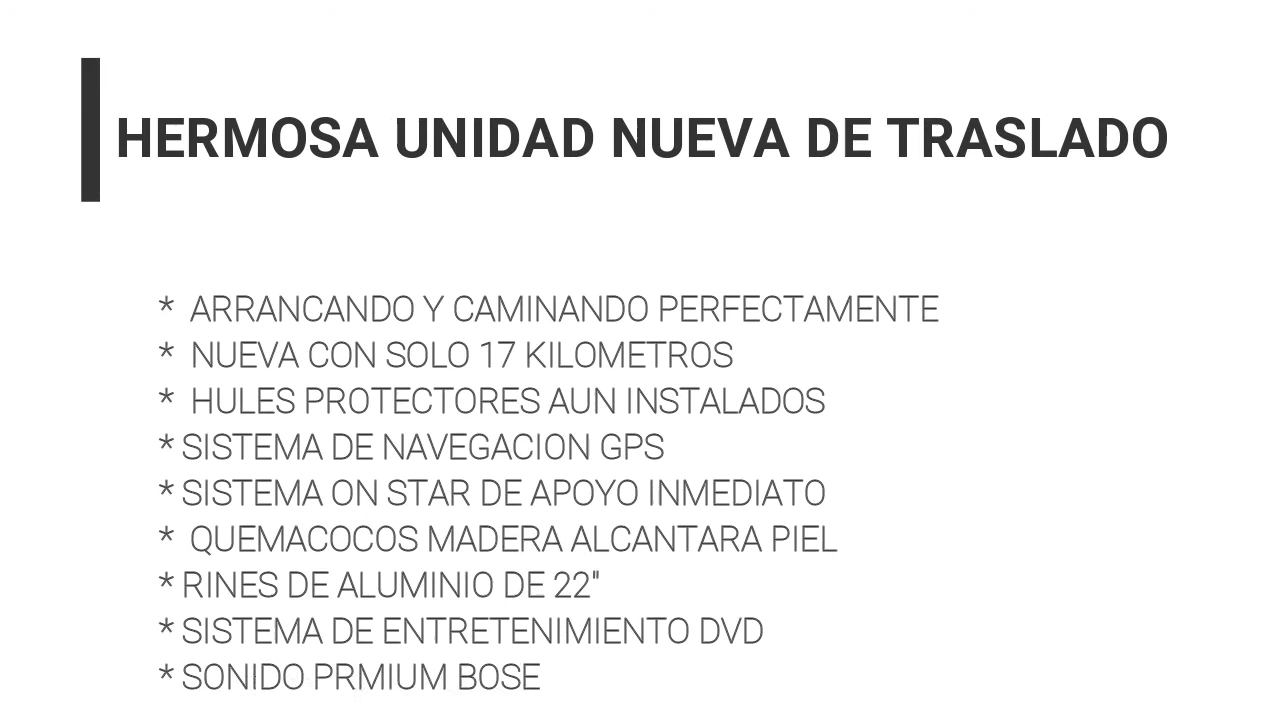 HERMOSA UNIDAD NUEVA DE TRASLADO
* ARRANCANDO Y CAMINANDO PERFECTAMENTE
* NUEVA CON SOLO 17 KILOMETROS
* HULES PROTECTORES AUN INSTALADOS
* SISTEMA DE NAVEGACION GPS
* SISTEMA ON STAR DE APOYO INMEDIATO
* QUEMACOCOS MADERA ALCANTARA PIEL
* RINES DE ALUMINIO DE 22"
* SISTEMA DE ENTRETENIMIENTO DVD
* SONIDO PRMIUM BOSE